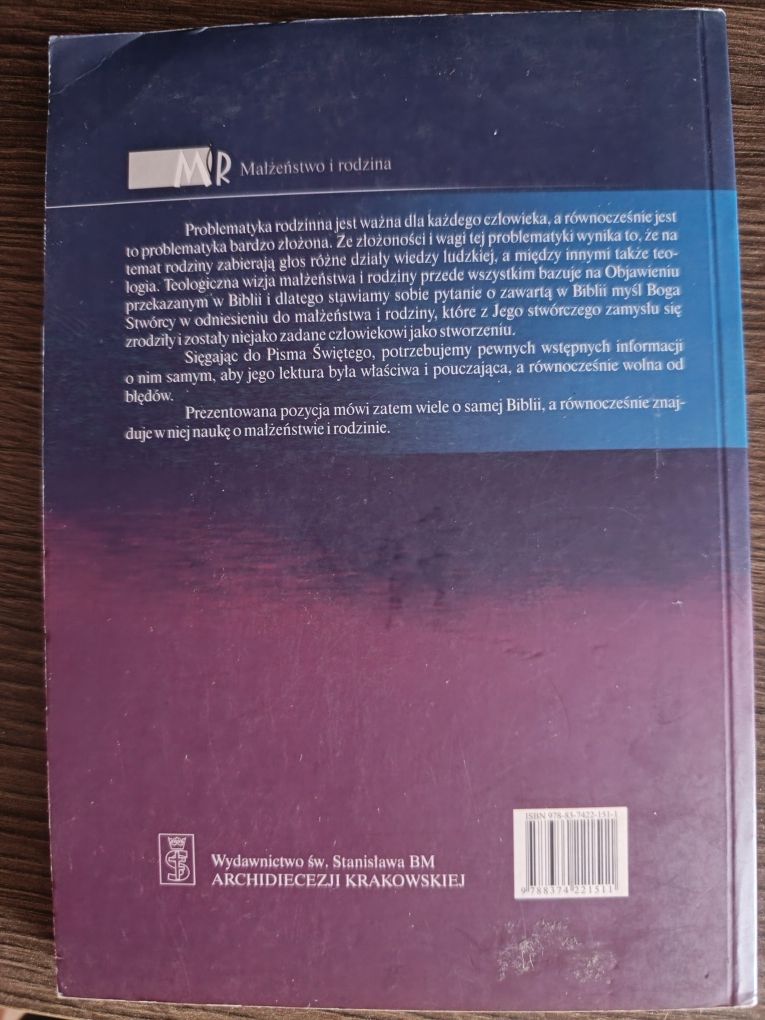 MR Małżeństwo i rodzina
Problematyka rodzinna jest ważna dla każdego człowieka, a równocześnie jest
to problematyka bardzo złożona. Ze złożoności i wagi tej problematyki wynika to, że na
temat rodziny zabierają głos różne działy wiedzy ludzkiej, a między innymi także teo-
logia. Teologiczna wizja małżeństwa i rodziny przede wszystkim bazuje na Objawieniu
przekazanym w Biblii i dlatego stawiamy sobie pytanie o zawartą w Biblii myśl Boga
Stwórcy w odniesieniu do małżeństwa i rodziny, które z Jego stwórczego zamysłu się
zrodziły i zostały niejako zadane człowiekowi jako stworzeniu.
Sięgając do Pisma Świętego, potrzebujemy pewnych wstępnych informacji
o nim samym, aby jego lektura była właściwa i pouczająca, a równocześnie wolna od
błędów.
Prezentowana pozycja mówi zatem wiele o samej Biblii, a równocześnie znaj-
duje w niej naukę o małżeństwie i rodzinie.
ISBN 978-83-7422-151-1
9 788374 221511
Wydawnictwo św. Stanisława BM
ARCHIDIECEZJI KRAKOWSKIEJ